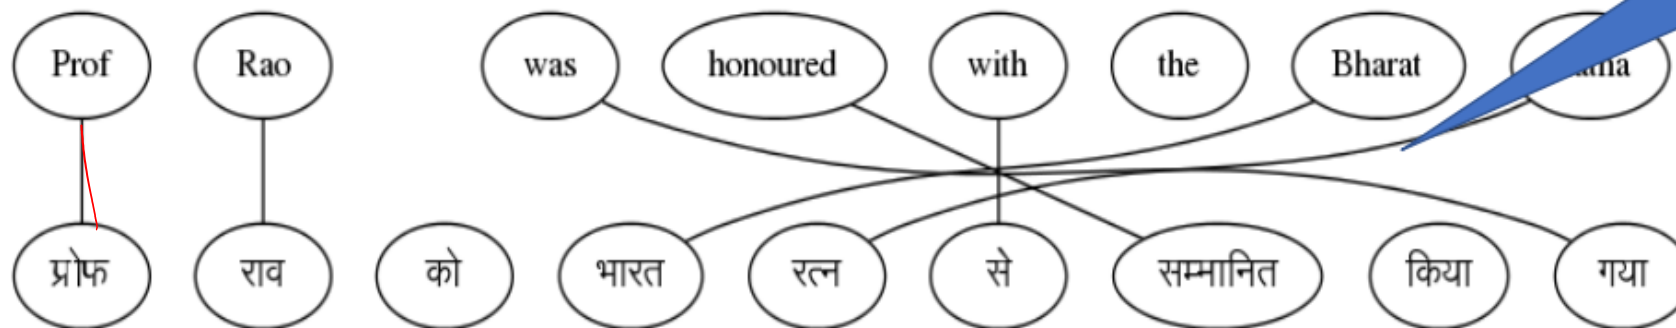 Prof Rao was honoured with the Bharat
प्रोफ राव को भारत रत्न से सम्मानित किया गया